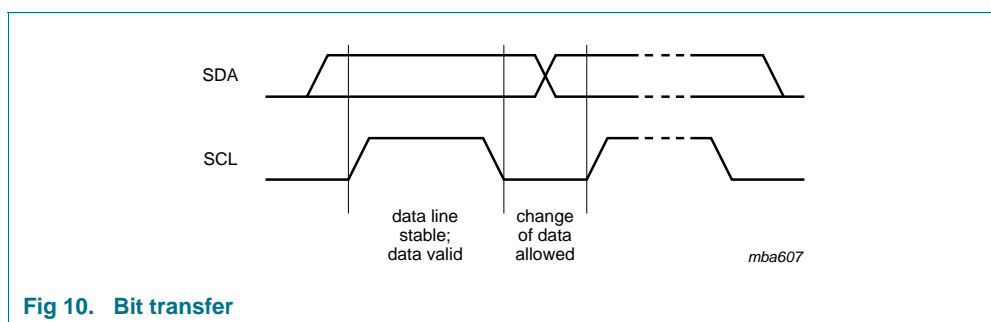 SDA
SCL
data line
stable;
data valid
change
of data
allowed
mba607
Fig 10. Bit transfer